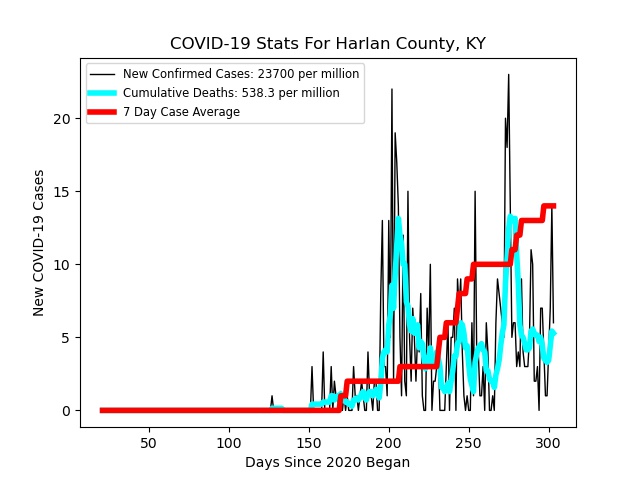 COVID-19 Stats For Harlan County, KY
New Confirmed Cases: 23700 per million
Cumulative Deaths: 538.3 per million
7 Day Case Average
New COVID-19 Cases
20
15
10
5
0
50 100 150 200 250 300
Days Since 2020 Began